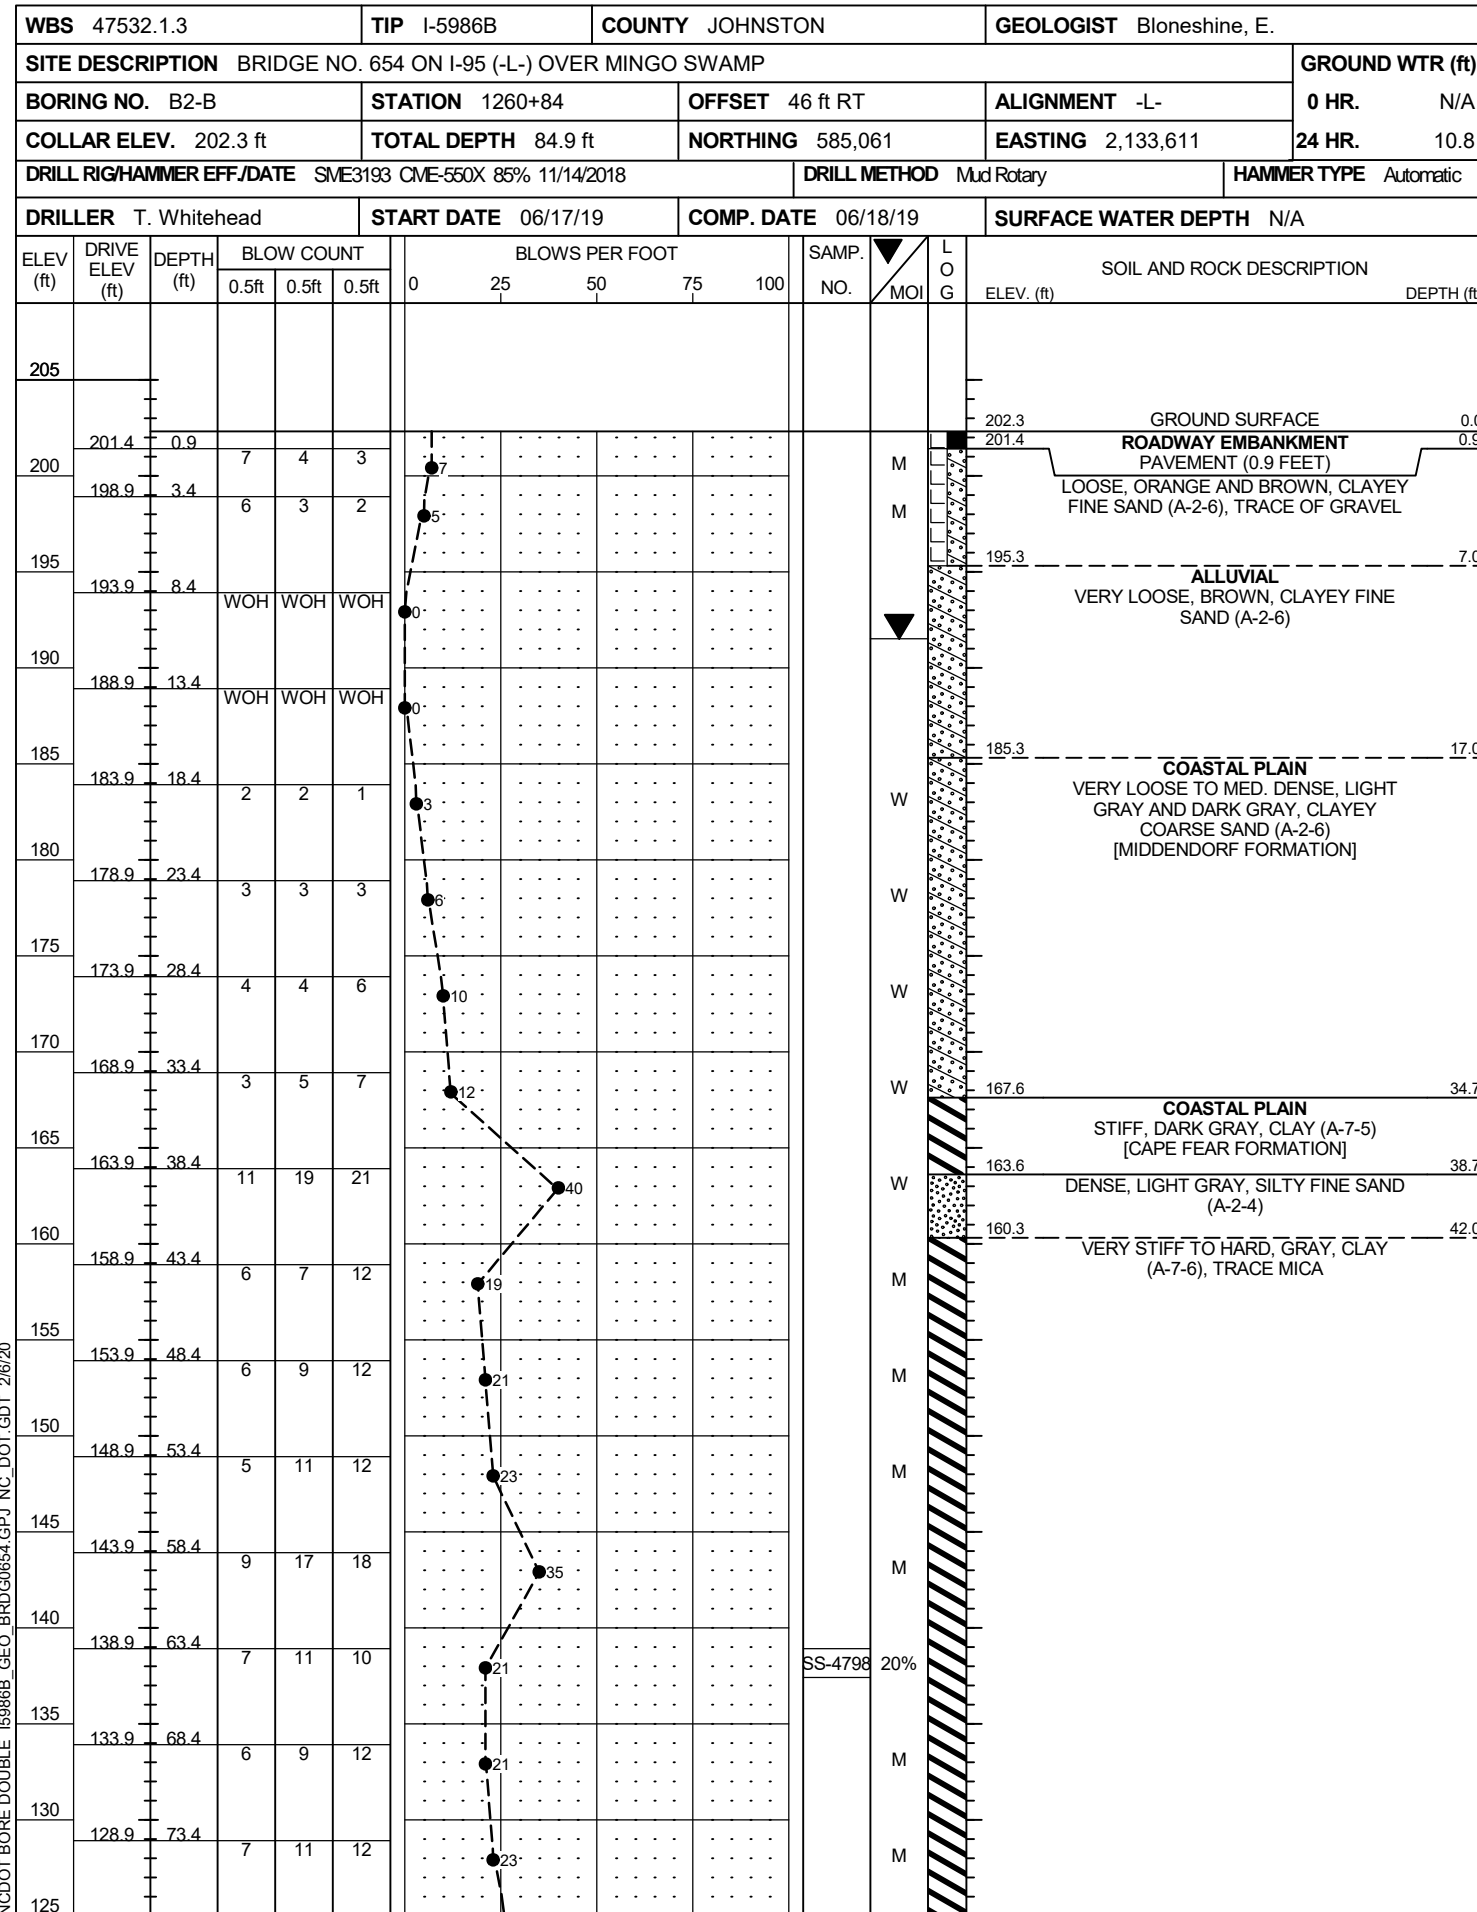 WBS 47532.1.3 TIP I-5986B COUNTY JOHNSTON GEOLOGIST Bloneshine, E.
SITE DESCRIPTION BRIDGE NO. 654 ON I-95 (-L-) OVER MINGO SWAMP GROUND WTR (ft)
BORING NO. B2-B STATION 1260+84 OFFSET 46 ft RT ALIGNMENT -L- 0 HR. N/A
COLLAR ELEV. 202.3 ft TOTAL DEPTH 84.9 ft NORTHING 585,061 EASTING 2,133,611 24 HR. 10.8
DRILL RIG/HAMMER EFF./DATE SME3193 CME-550X 85% 11/14/2018 DRILL METHOD Mud Rotary HAMMER TYPE Automatic
DRILLER T. Whitehead START DATE 06/17/19 COMP. DATE 06/18/19 SURFACE WATER DEPTH N/A
ELEV (ft) DRIVE ELEV (ft) DEPTH (ft) BLOW COUNT BLOWS PER FOOT SAMP. NO. MOI LOG SOIL AND ROCK DESCRIPTION
0.5ft 0.5ft 0.5ft 0 25 50 75 100 ELEV. (ft) DEPTH (ft
205
202.3 GROUND SURFACE 0.0
201.4 0.9 201.4 ROADWAY EMBANKMENT 0.9
7 4 3 7 M PAVEMENT (0.9 FEET)
200
198.9 3.4 LOOSE, ORANGE AND BROWN, CLAYEY
6 3 2 5 M FINE SAND (A-2-6), TRACE OF GRAVEL
195 195.3 7.0
193.9 8.4 ALLUVIAL
WOH WOH WOH 0 VERY LOOSE, BROWN, CLAYEY FINE
SAND (A-2-6)
190
188.9 13.4
WOH WOH WOH 0
185 185.3 17.0
183.9 18.4 COASTAL PLAIN
2 2 1 3 W VERY LOOSE TO MED. DENSE, LIGHT
GRAY AND DARK GRAY, CLAYEY
COARSE SAND (A-2-6)
180 [MIDDENDORF FORMATION]
178.9 23.4
3 3 3 6 W
175
173.9 28.4
4 4 6 10 W
170
168.9 33.4
3 5 7 12 W 167.6 34.7
COASTAL PLAIN
165 STIFF, DARK GRAY, CLAY (A-7-5)
[CAPE FEAR FORMATION]
163.9 38.4 163.6 38.7
11 19 21 40 W DENSE, LIGHT GRAY, SILTY FINE SAND
(A-2-4)
160 160.3 42.0
158.9 43.4 VERY STIFF TO HARD, GRAY, CLAY
6 7 12 19 M (A-7-6), TRACE MICA
155
153.9 48.4
6 9 12 21 M
150
148.9 53.4
5 11 12 23 M
145
143.9 58.4
9 17 18 35 M
140
138.9 63.4
7 11 10 21 SS-4798 20%
135
133.9 68.4
6 9 12 21 M
130
128.9 73.4
7 11 12 23 M
125
NCDOT BORE DOUBLE I5986B_GEO_BRDG0654.GPJ NC_DOT.GDT 2/6/20